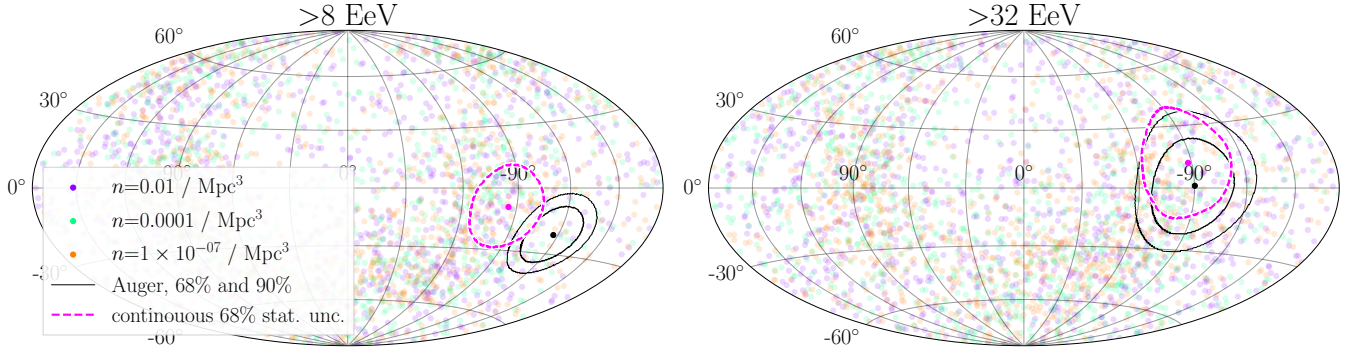 >8 EeV
60°
30°
0°
-30°
-60°
0°
-90°
n=0.01 / Mpc³
n=0.0001 / Mpc³
n=1 × 10⁻⁰⁷ / Mpc³
Auger, 68% and 90%
continouous 68% stat. unc.
>32 EeV
60°
30°
0°
-30°
-60°
90°
0°
-90°